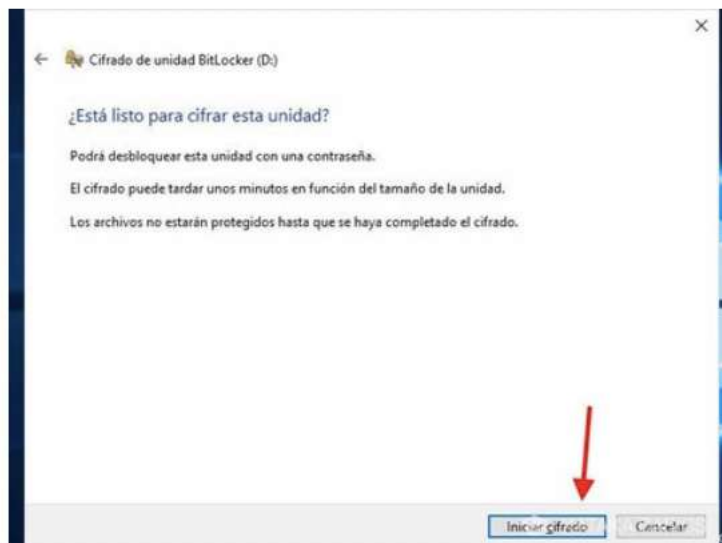 Cifrado de unidad BitLocker (D:)
¿Está listo para cifrar esta unidad?
Podrá desbloquear esta unidad con una contraseña.
El cifrado puede tardar unos minutos en función del tamaño de la unidad.
Los archivos no estarán protegidos hasta que se haya completado el cifrado.
Iniciar cifrado Cancelar